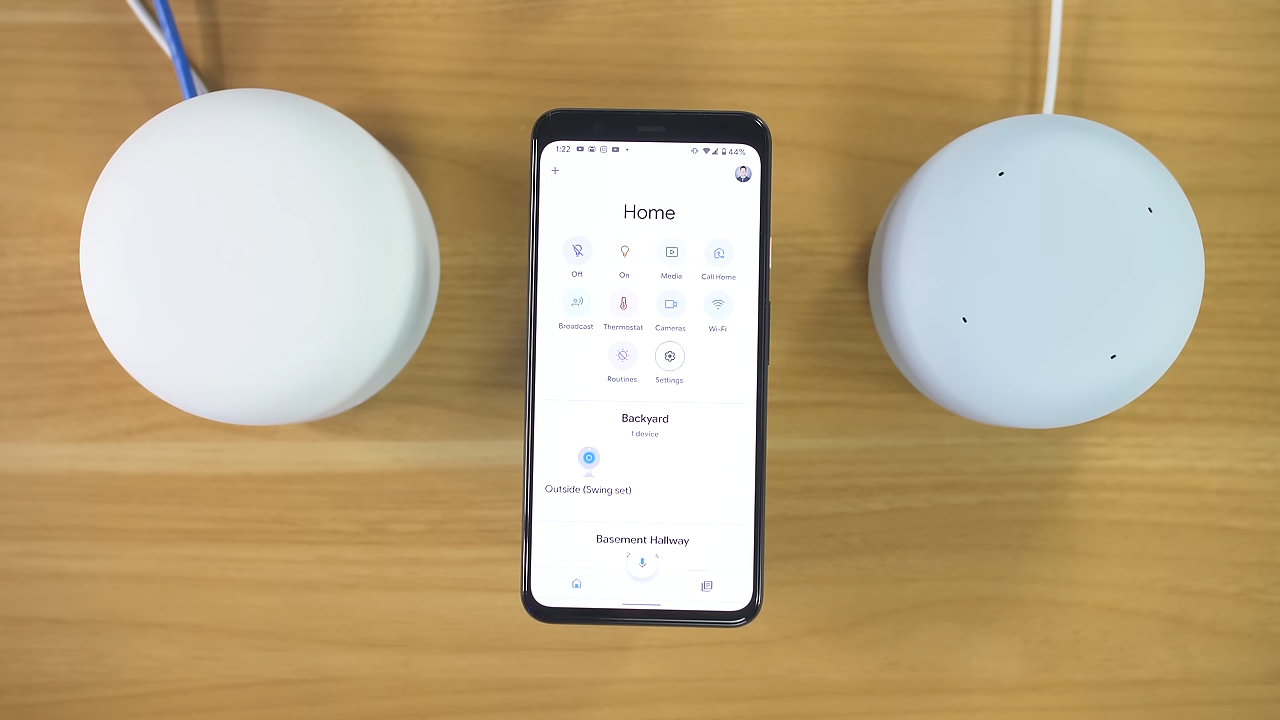 1:22 44%
Home
Off On Media Call Home
Broadcast Thermostat Cameras Wi-Fi
Routines Settings
Backyard
1 device
Outside (Swing set)
Basement Hallway